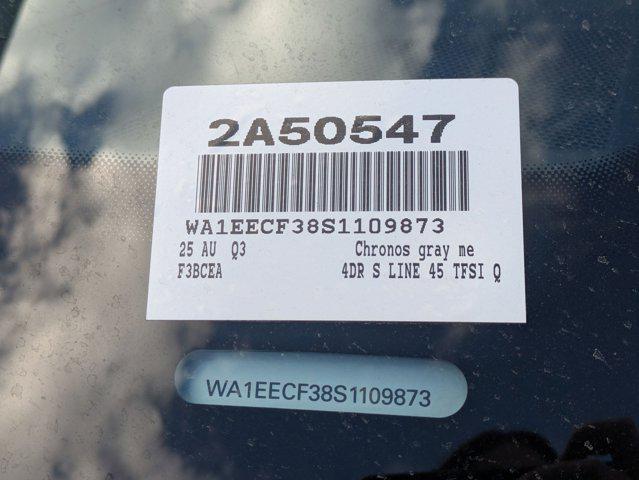 2A50547
WA1EECF38S1109873
25 AU Q3 Chronos gray me
F3BCEA 4DR S LINE 45 TFSI Q
WA1EECF38S1109873